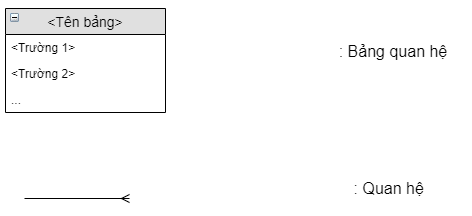 <Tên bảng>
<Trường 1>
: Bảng quan hệ
<Trường 2>
...
: Quan hệ